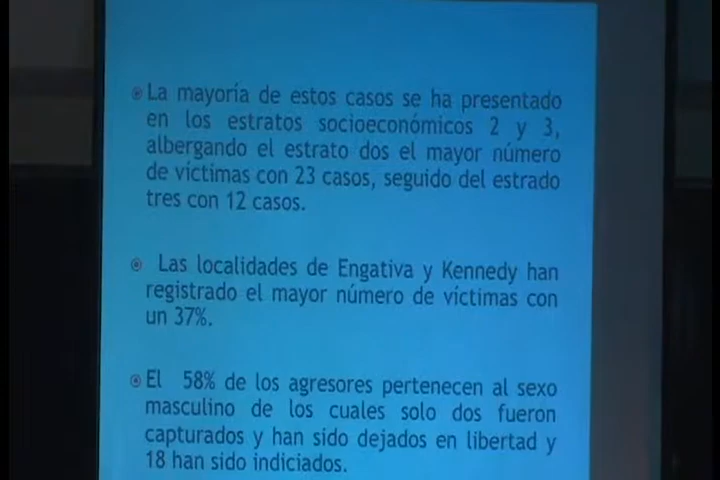 La mayoría de estos casos se ha presentado
en los estratos socioeconómicos 2 y 3,
albergando el estrato dos el mayor número
de víctimas con 23 casos, seguido del estrado
tres con 12 casos.
Las localidades de Engativa y Kennedy han
registrado el mayor número de víctimas con
un 37%.
El 58% de los agresores pertenecen al sexo
masculino de los cuales solo dos fueron
capturados y han sido dejados en libertad y
18 han sido indiciados.